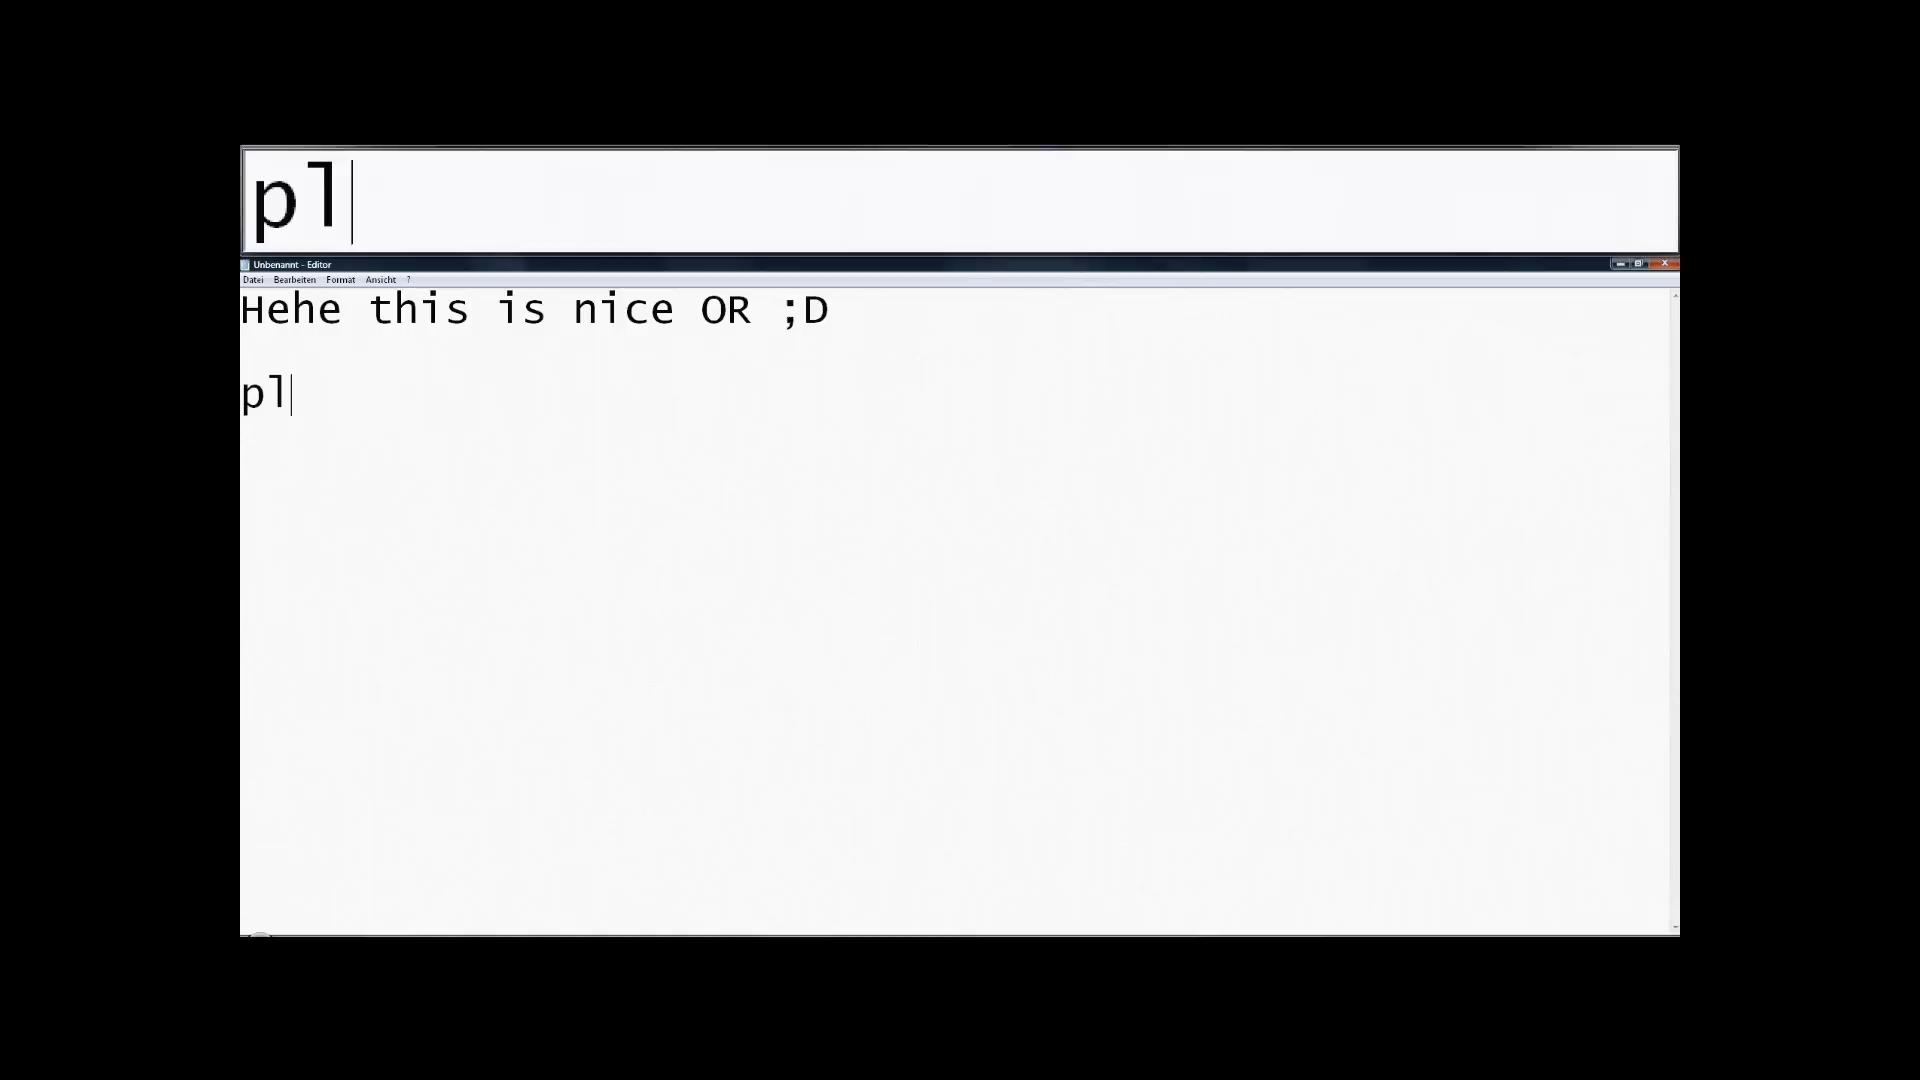 pl
Unbenannt - Editor
Datei Bearbeiten Format Ansicht ?
Hehe this is nice OR ;D
pl